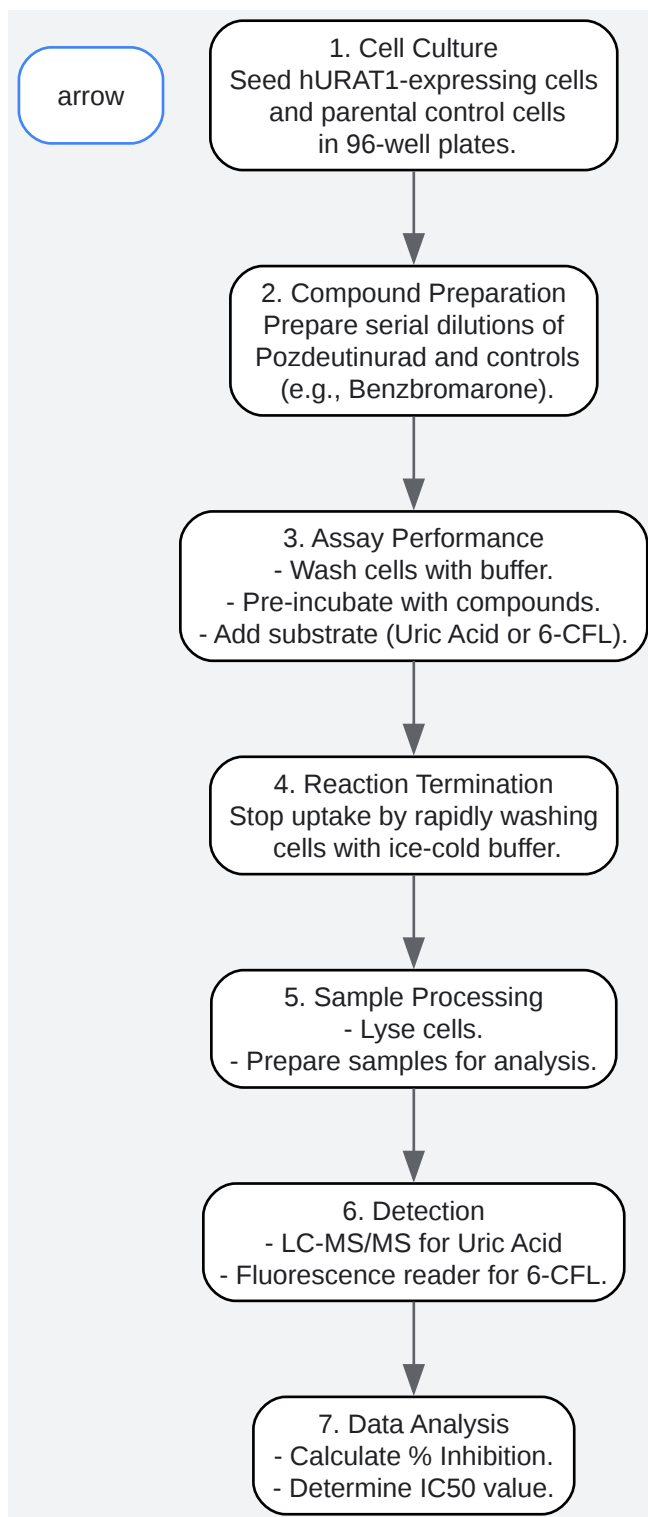 arrow
1. Cell Culture
Seed hURAT1-expressing cells
and parental control cells
in 96-well plates.
2. Compound Preparation
Prepare serial dilutions of
Pozdeutinurad and controls
(e.g., Benzbromarone).
3. Assay Performance
- Wash cells with buffer.
- Pre-incubate with compounds.
- Add substrate (Uric Acid or 6-CFL).
4. Reaction Termination
Stop uptake by rapidly washing
cells with ice-cold buffer.
5. Sample Processing
- Lyse cells.
- Prepare samples for analysis.
6. Detection
- LC-MS/MS for Uric Acid
- Fluorescence reader for 6-CFL.
7. Data Analysis
- Calculate % Inhibition.
- Determine IC50 value.